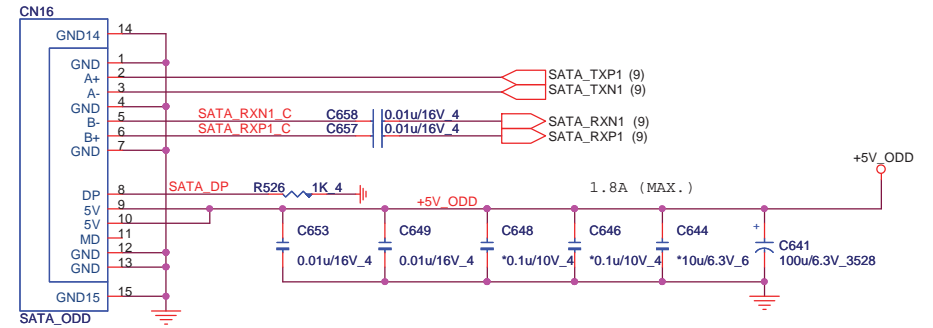 CN16
GND14 14
GND 1
A+ 2 SATA_TXP1 (9)
A- 3 SATA_TXN1 (9)
GND 4
B- 5 SATA_RXN1_C C658 0.01u/16V_4 SATA_RXN1 (9)
B+ 6 SATA_RXP1_C C657 0.01u/16V_4 SATA_RXP1 (9)
GND 7
+5V_ODD
DP 8 SATA_DP R526 1K_4 1.8A (MAX.)
5V 9 +5V_ODD
5V 10
MD 11 C653 C649 C648 C646 C644 +
GND 12 C641
GND 13 0.01u/16V_4 0.01u/16V_4 *0.1u/10V_4 *0.1u/10V_4 *10u/6.3V_6 100u/6.3V_3528
GND15 15
SATA_ODD